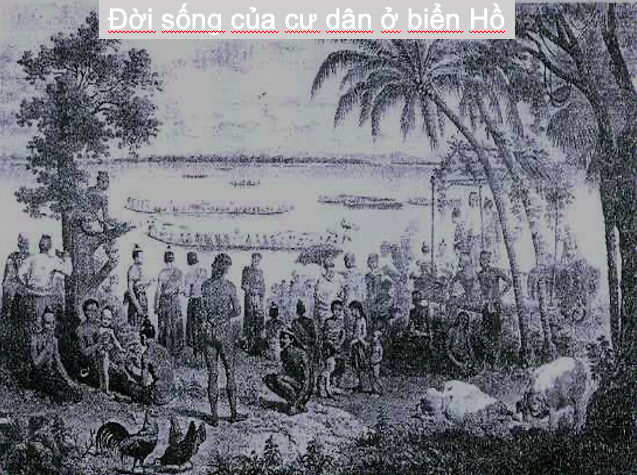 Đời sống của cư dân ở biển Hồ